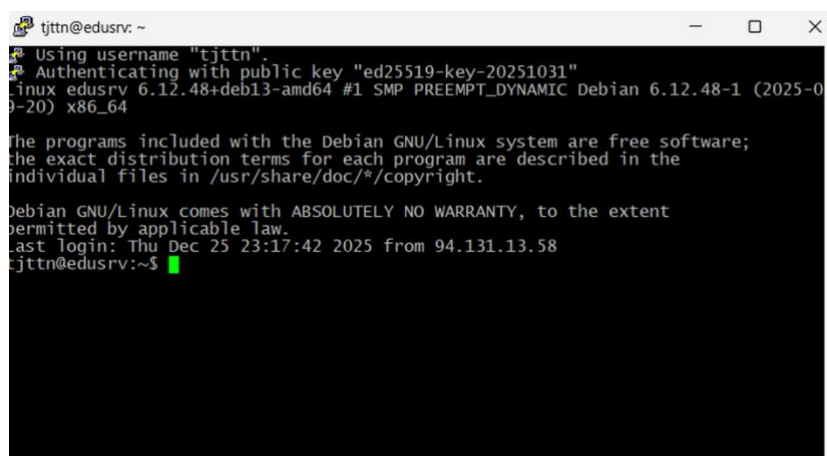 tjttn@edusrv: ~
Using username "tjttn".
Authenticating with public key "ed25519-key-20251031"
Linux edusrv 6.12.48+deb13-amd64 #1 SMP PREEMPT_DYNAMIC Debian 6.12.48-1 (2025-0
9-20) x86_64
The programs included with the Debian GNU/Linux system are free software;
the exact distribution terms for each program are described in the
individual files in /usr/share/doc/*/copyright.
Debian GNU/Linux comes with ABSOLUTELY NO WARRANTY, to the extent
permitted by applicable law.
Last login: Thu Dec 25 23:17:42 2025 from 94.131.13.58
tjttn@edusrv:~$